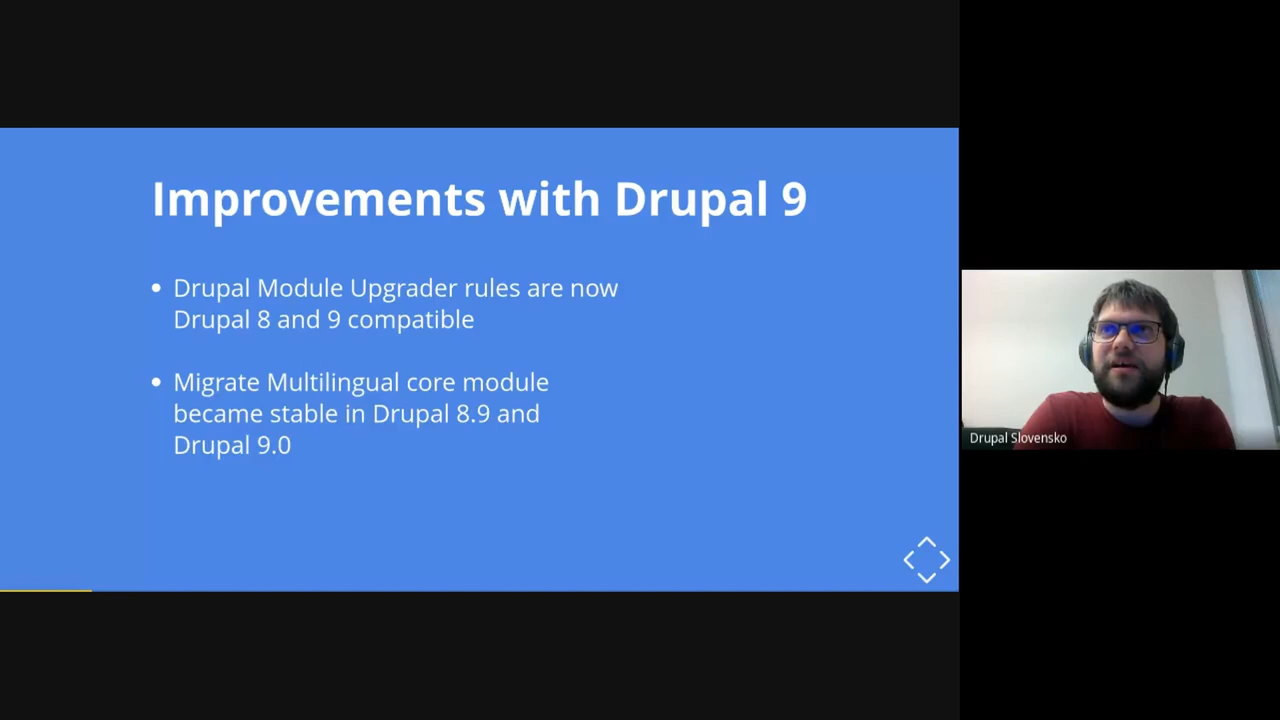 Improvements with Drupal 9
Drupal Module Upgrader rules are now
Drupal 8 and 9 compatible
Migrate Multilingual core module
became stable in Drupal 8.9 and
Drupal 9.0
Drupal Slovensko